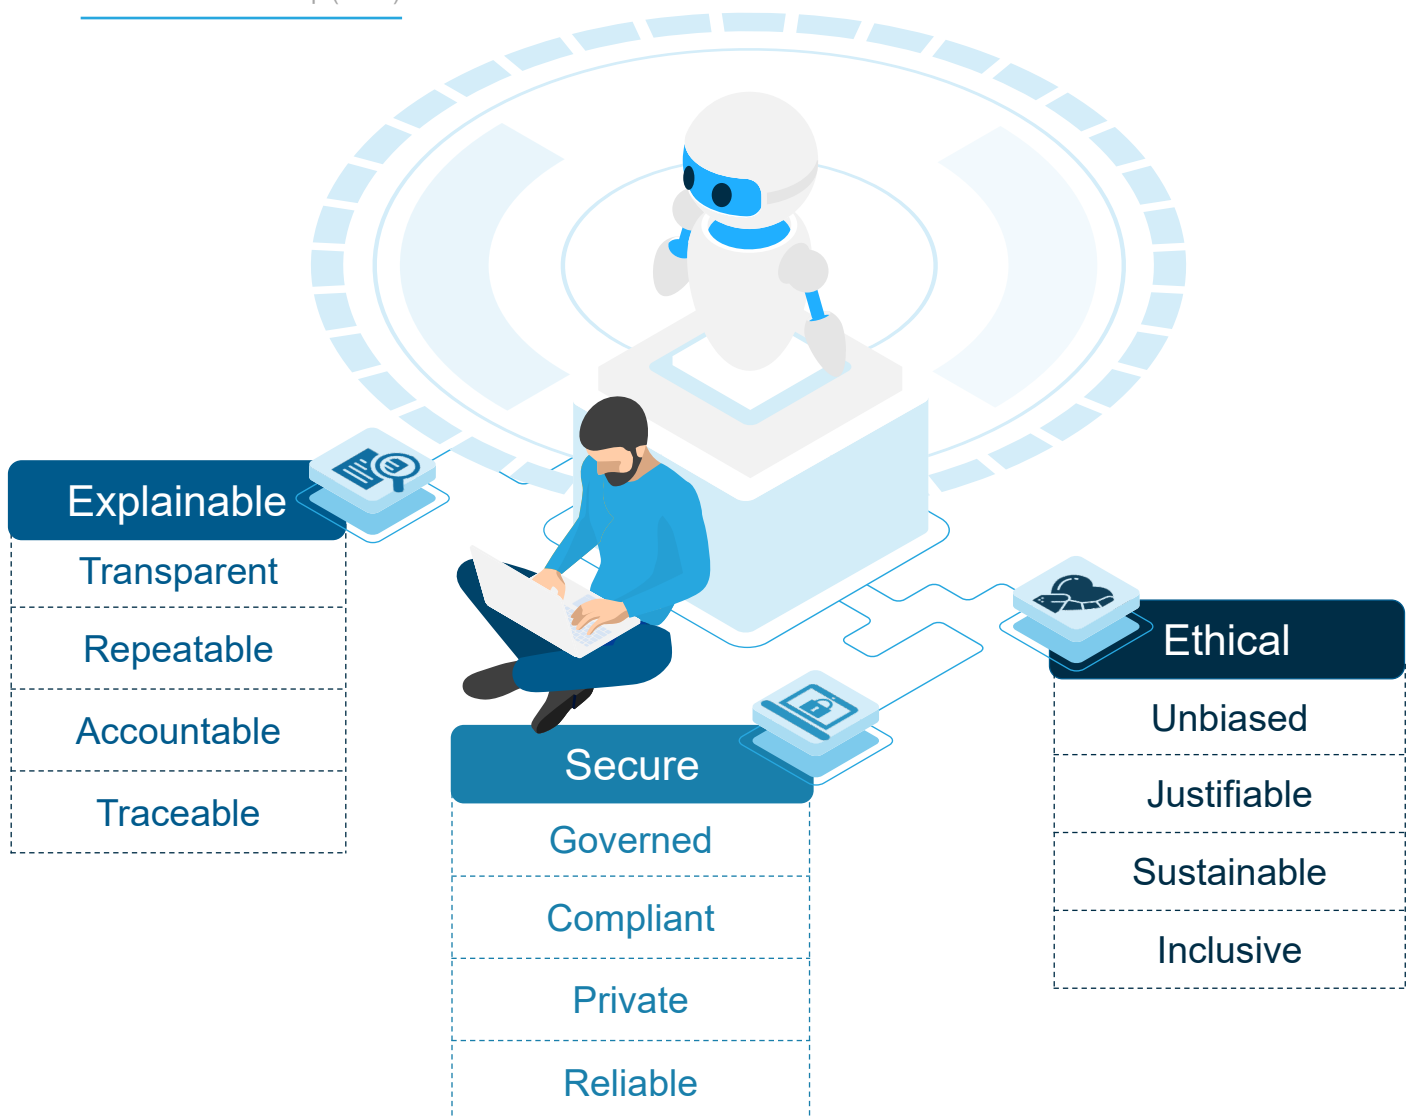 Explainable
Transparent
Repeatable
Accountable
Traceable
Secure
Governed
Compliant
Private
Reliable
Ethical
Unbiased
Justifiable
Sustainable
Inclusive